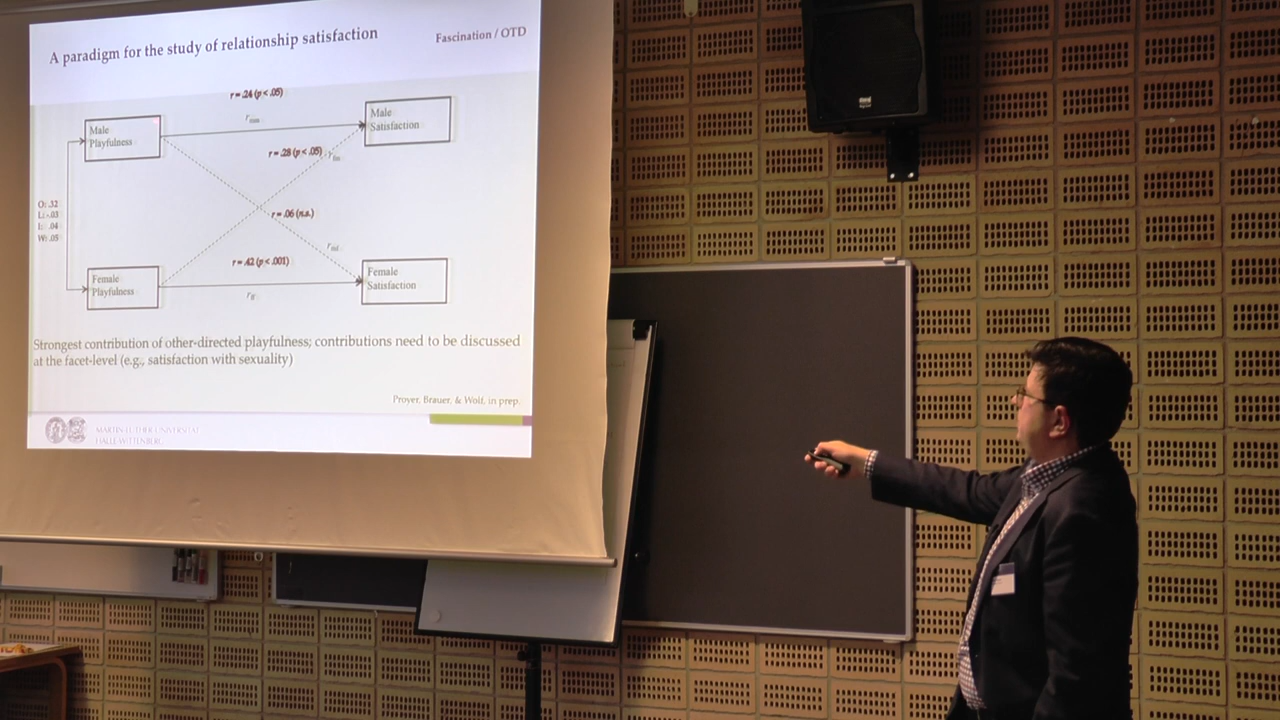 A paradigm for the study of relationship satisfaction
Fascination / OTD
r = .24 (p < .05)
Male
Playfulness
Male
Satisfaction
r = .28 (p < .05)
O: .32
L: -.03
I: .04
W: .05
r = .06 (n.s.)
r = .42 (p < .001)
Female
Playfulness
Female
Satisfaction
Strongest contribution of other-directed playfulness; contributions need to be discussed
at the facet-level (e.g., satisfaction with sexuality)
Proyer, Brauer, & Wolf, in prep.
MARTIN-LUTHER-UNIVERSITÄT
HALLE-WITTENBERG